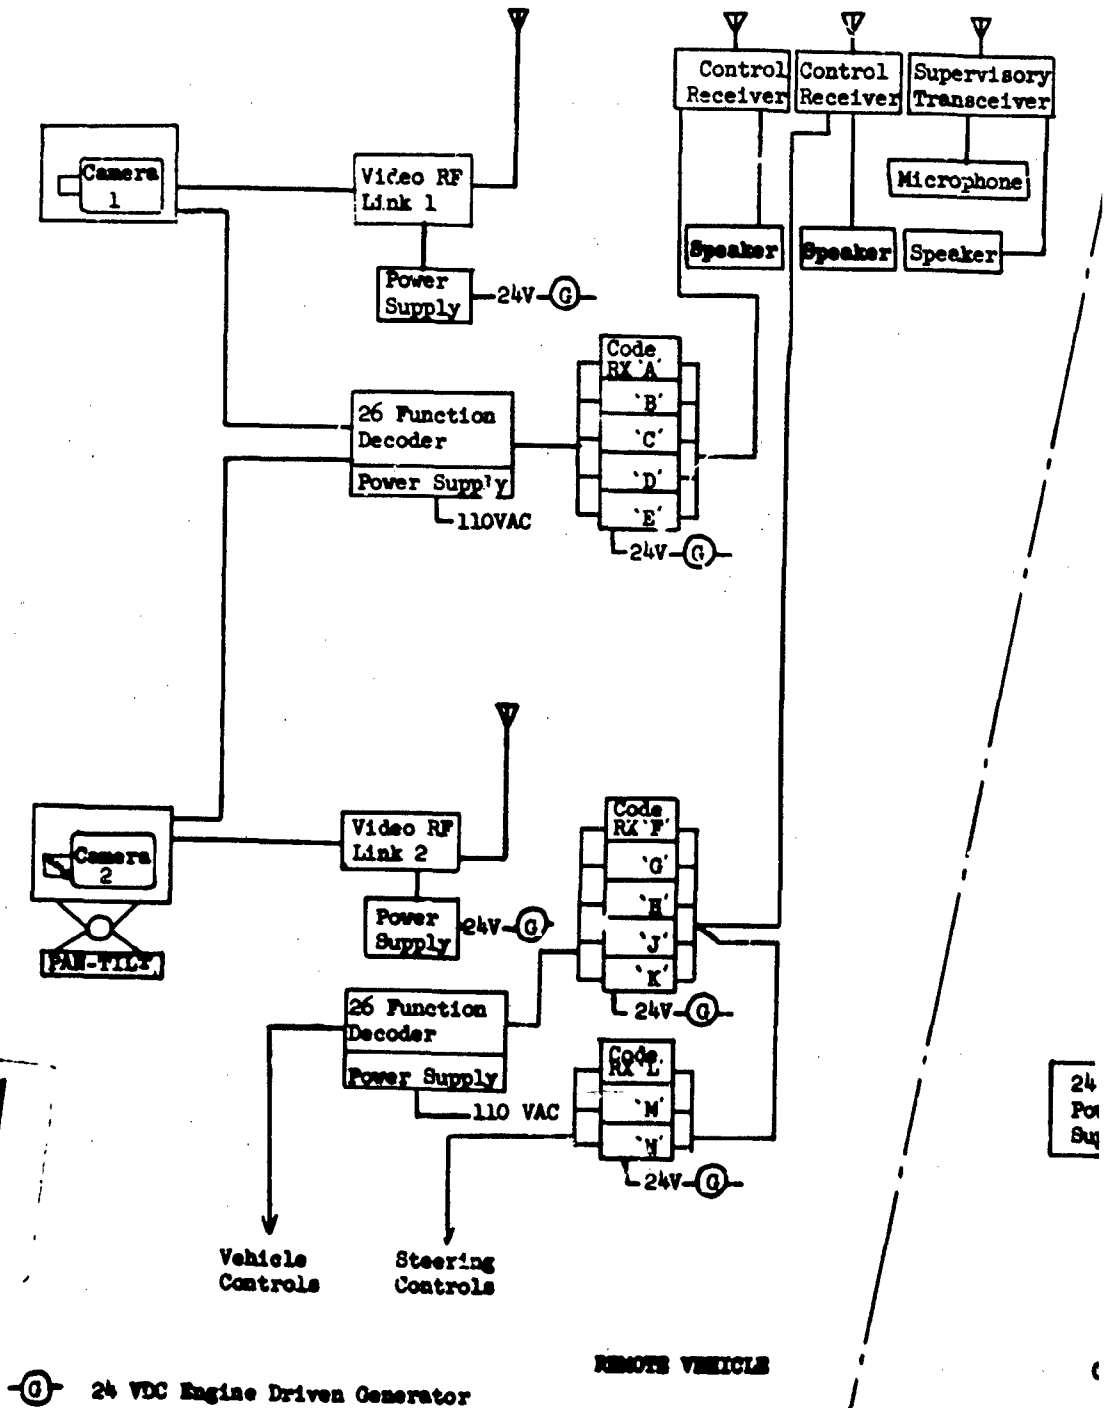 Control
Receiver
Control
Receiver
Supervisory
Transceiver
Camera
1
Video RF
Link 1
Microphone
Speaker
Speaker
Speaker
Power
Supply
24V
G
Code
RX 'A'
'B'
'C'
'D'
'E'
24V
G
26 Function
Decoder
Power Supply
110VAC
Camera
2
PAN-TILT
Video RF
Link 2
Power
Supply
24V
G
Code
RX 'F'
'G'
'H'
'J'
'K'
24V
G
26 Function
Decoder
Power Supply
110 VAC
Code
RX 'L'
'M'
'N'
24V
G
24
Vehicle
Controls
Steering
Controls
REMOTE VEHICLE
G 24 VDC Engine Driven Generator